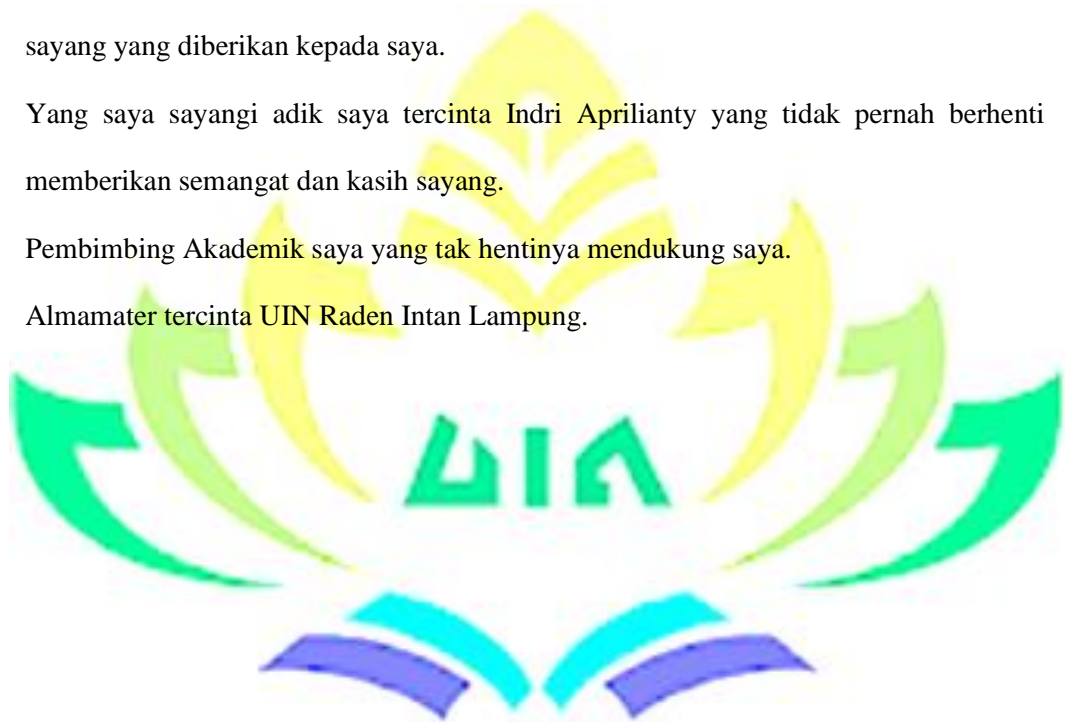 sayang yang diberikan kepada saya.
Yang saya sayangi adik saya tercinta Indri Aprilianty yang tidak pernah berhenti
memberikan semangat dan kasih sayang.
Pembimbing Akademik saya yang tak hentinya mendukung saya.
Almamater tercinta UIN Raden Intan Lampung.
UIN